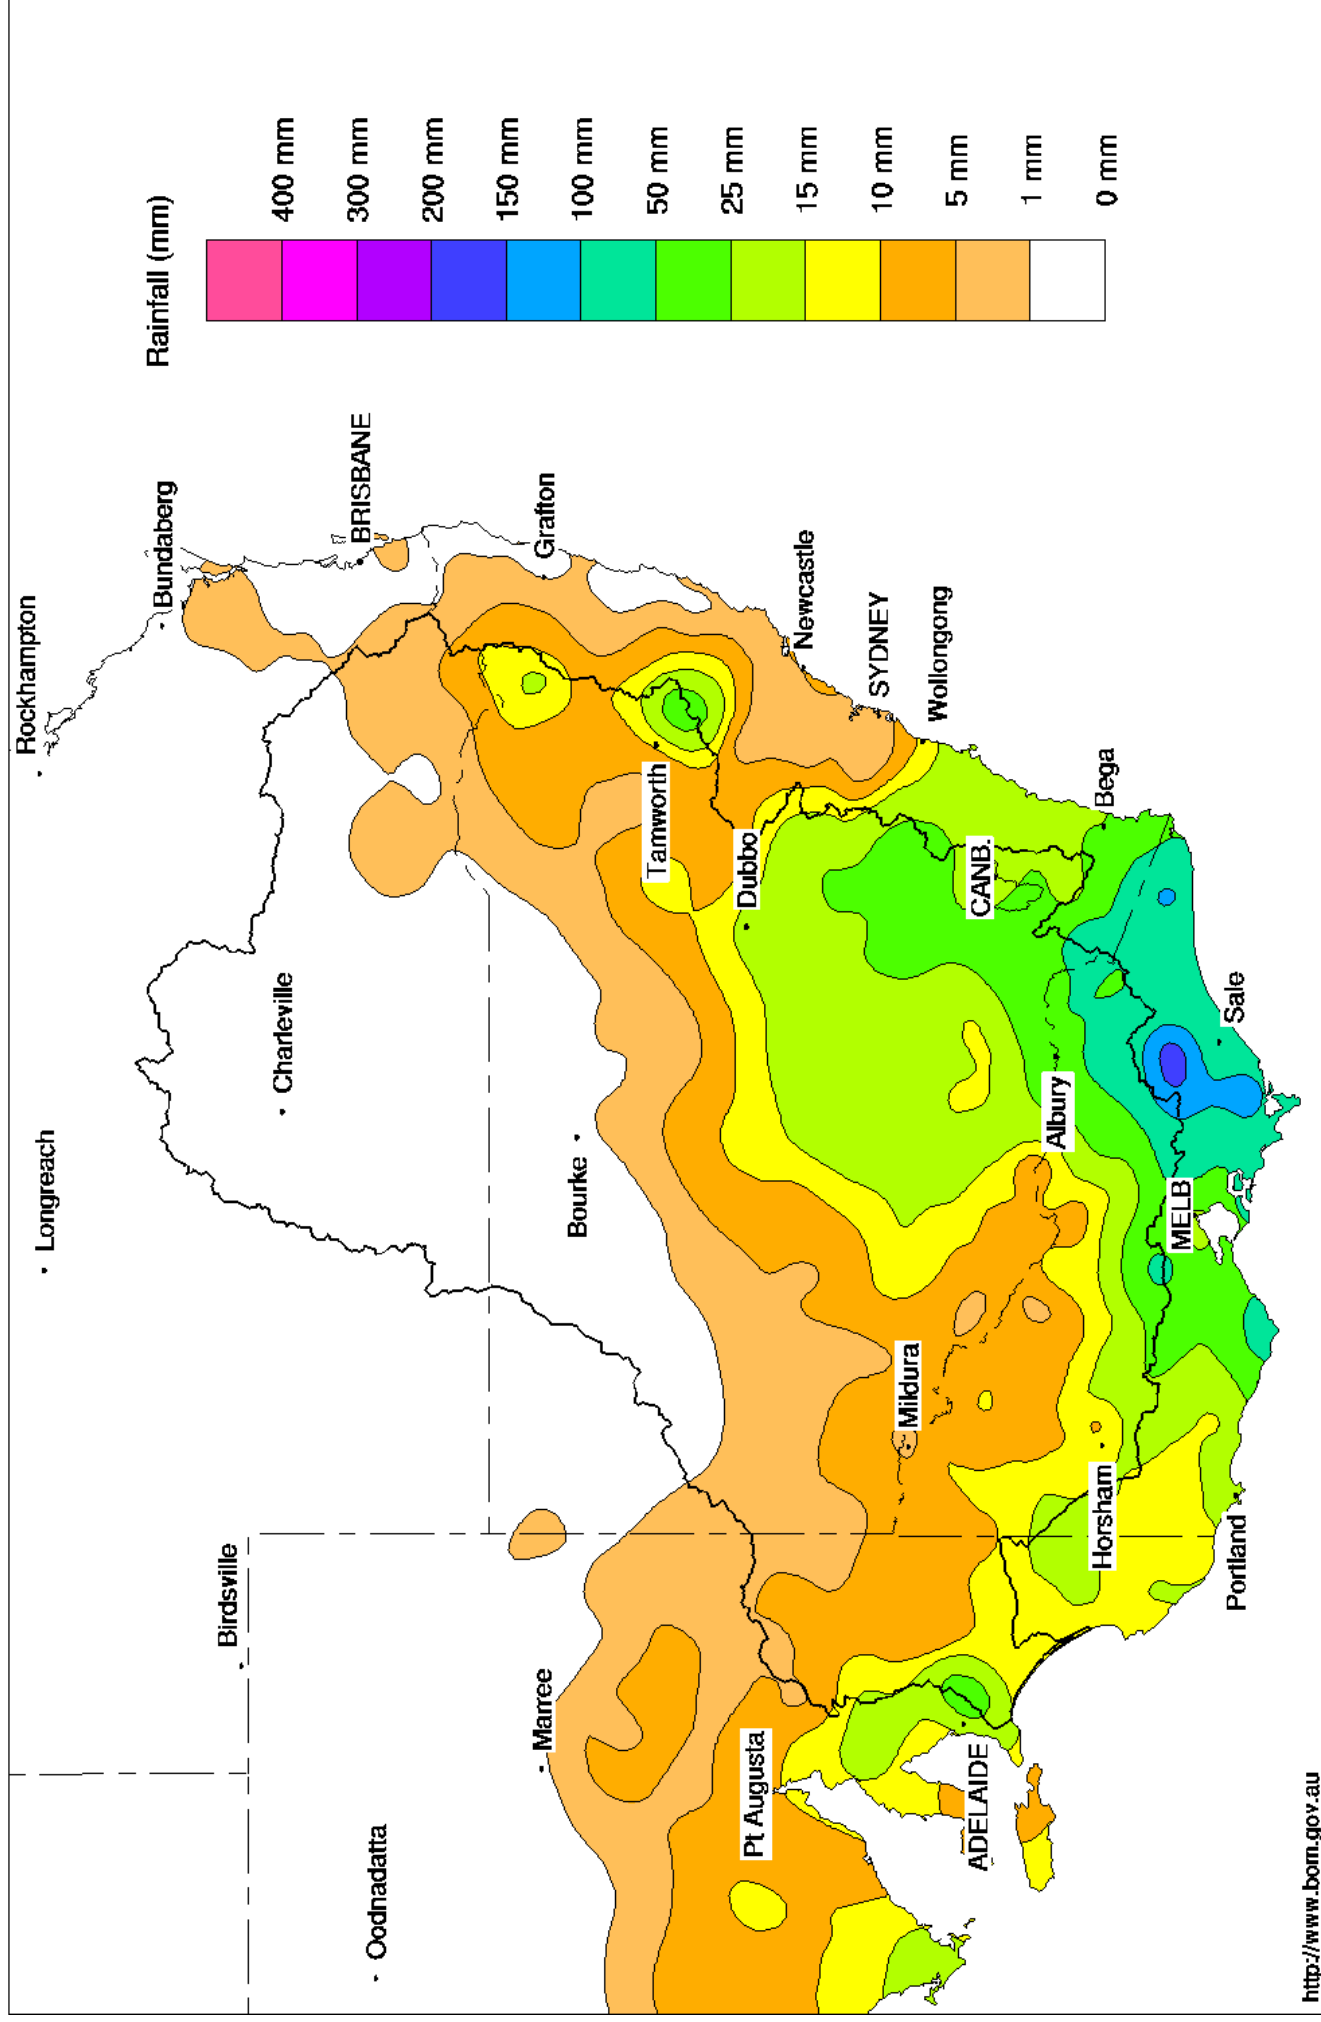 Rainfall (mm)
400 mm
300 mm
200 mm
150 mm
100 mm
50 mm
25 mm
15 mm
10 mm
5 mm
1 mm
0 mm
Rockhampton
Longreach
Bundaberg
Birdsville
Charleville
BRISBANE
Oodnadatta
Marree
Bourke
Grafton
Tamworth
Pt Augusta
Dubbo
Newcastle
Mildura
SYDNEY
Wollongong
ADELAIDE
CANB.
Albury
Horsham
Bega
MELB
Portland
Sale
http://www.bom.gov.au